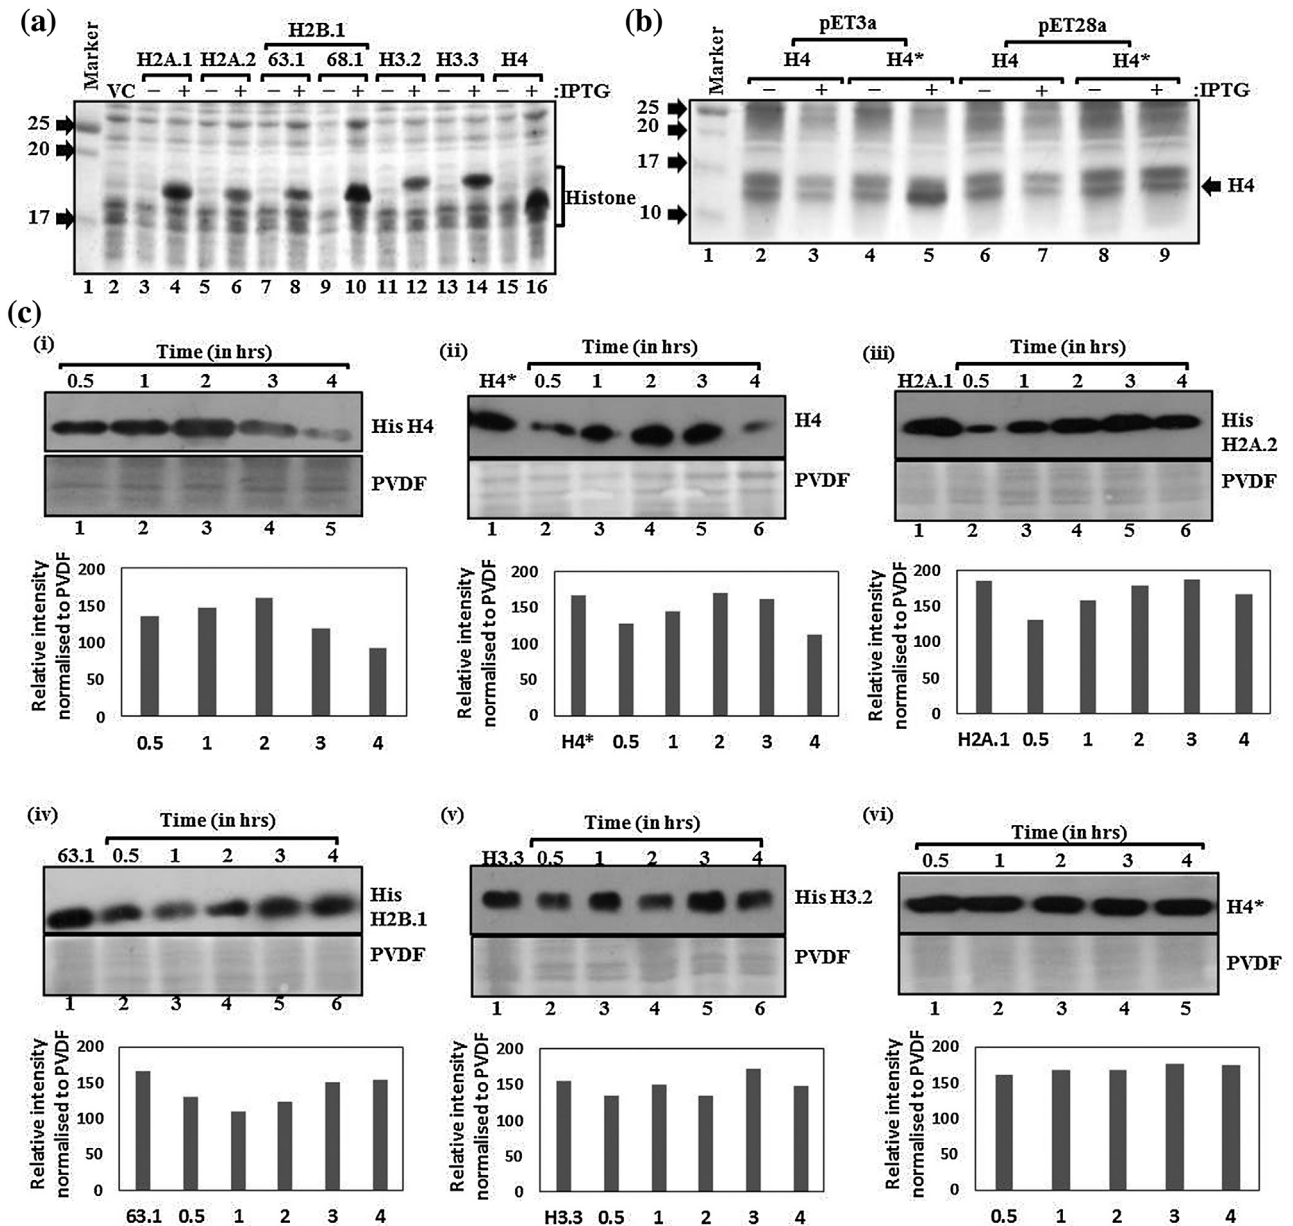 (a)
H2B.1
Marker H2A.1 H2A.2 63.1 68.1 H3.2 H3.3 H4
VC − + − + − + − + − + − + − + :IPTG
25
20
17
Histone
1 2 3 4 5 6 7 8 9 10 11 12 13 14 15 16
(b)
pET3a pET28a
Marker H4 H4* H4 H4*
− + − + − + − + :IPTG
25
20
17
10
H4
1 2 3 4 5 6 7 8 9
(c)
(i)
Time (in hrs)
0.5 1 2 3 4
His H4
PVDF
1 2 3 4 5
Relative intensity
normalised to PVDF
200
150
100
50
0
0.5 1 2 3 4
(ii)
Time (in hrs)
H4* 0.5 1 2 3 4
H4
PVDF
1 2 3 4 5 6
Relative intensity
normalised to PVDF
200
150
100
50
0
H4* 0.5 1 2 3 4
(iii)
Time (in hrs)
H2A.1 0.5 1 2 3 4
His
H2A.2
PVDF
1 2 3 4 5 6
Relative intensity
normalised to PVDF
200
150
100
50
0
H2A.1 0.5 1 2 3 4
(iv)
Time (in hrs)
63.1 0.5 1 2 3 4
His
H2B.1
PVDF
1 2 3 4 5 6
Relative intensity
normalised to PVDF
200
150
100
50
0
63.1 0.5 1 2 3 4
(v)
Time (in hrs)
H3.3 0.5 1 2 3 4
His H3.2
PVDF
1 2 3 4 5 6
Relative intensity
normalised to PVDF
200
150
100
50
0
H3.3 0.5 1 2 3 4
(vi)
Time (in hrs)
0.5 1 2 3 4
H4*
PVDF
1 2 3 4 5
Relative intensity
normalised to PVDF
200
150
100
50
0
0.5 1 2 3 4